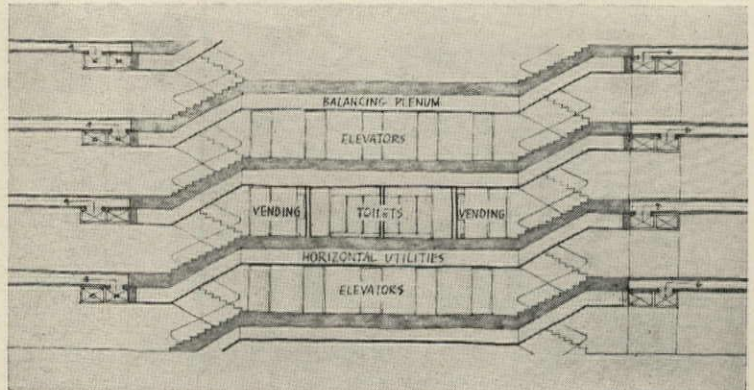 BALANCING PLENUM
ELEVATORS
VENDING TOILETS VENDING
HORIZONTAL UTILITIES
ELEVATORS